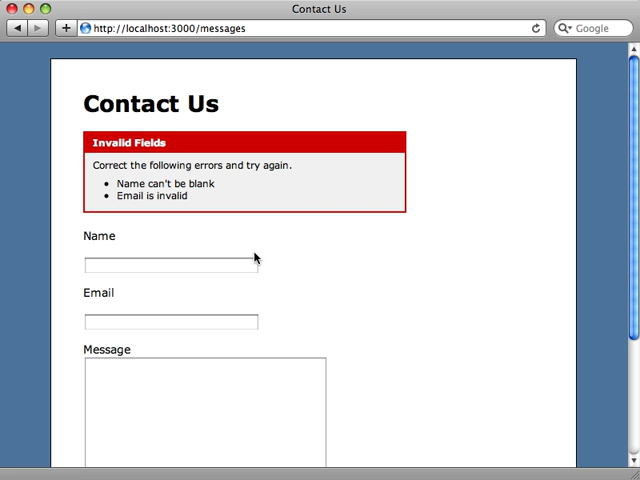 Contact Us
http://localhost:3000/messages
Google
Contact Us
Invalid Fields
Correct the following errors and try again.
Name can't be blank
Email is invalid
Name
Email
Message